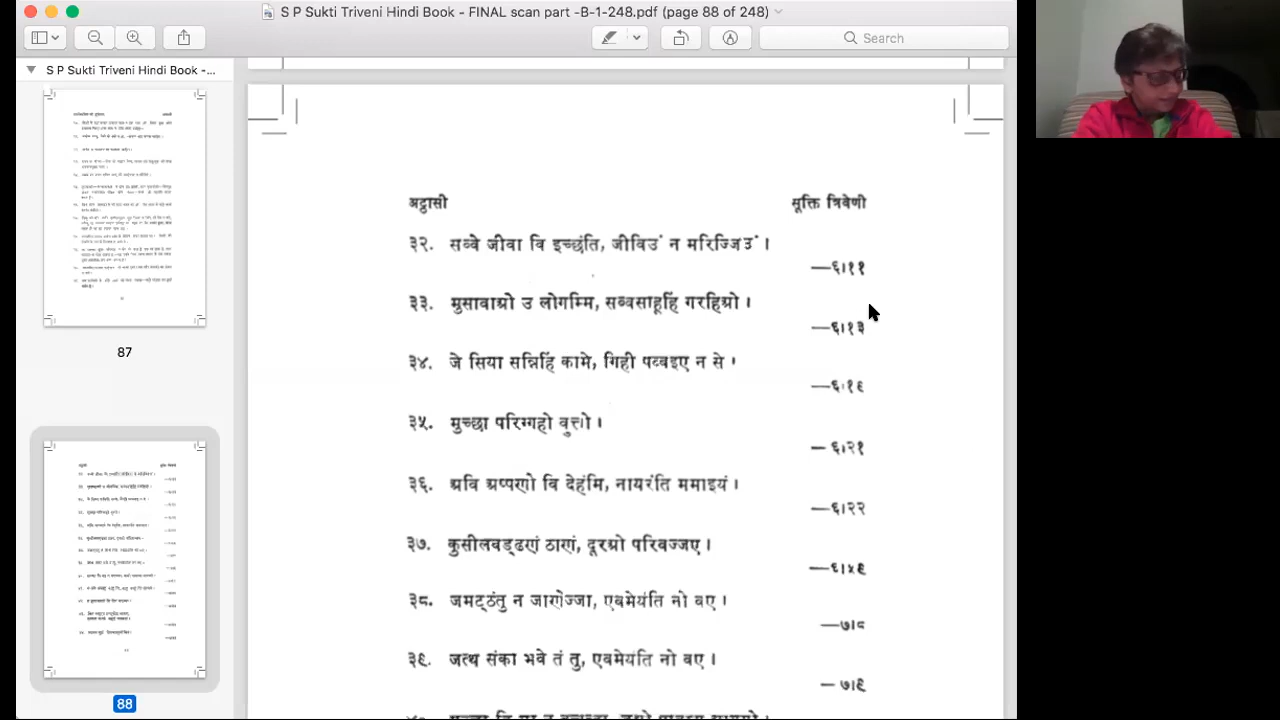 S P Sukti Triveni Hindi Book - FINAL scan part -B-1-248.pdf (page 88 of 248)
Search
S P Sukti Triveni Hindi Book -...
87
88
अट्ठासी
सूक्ति त्रिवेणी
३२. सव्वे जीवा वि इच्छंति, जीविउं न मरिज्जिउं ।
—६।११
३३. मुसावाओ उ लोगम्मि, सव्वसाहूहिं गरहिओ ।
—६।१३
३४. जे सिया सन्निहिं कामे, गिही पव्वइए न से ।
—६।१९
३५. मुच्छा परिग्गहो वुत्तो ।
—६।२१
३६. अवि अप्पणो वि देहंमि, नायरंति ममाइयं ।
—६।२२
३७. कुसीलवड्ढणं ठाणं, दूरओ परिवज्जए ।
—६।५९
३८. जमट्ठंतु न जाणेज्जा, एवमेयंति नो वए ।
—७।८
३९. जत्थ संका भवे तं तु, एवमेयंति नो वए ।
—७।९